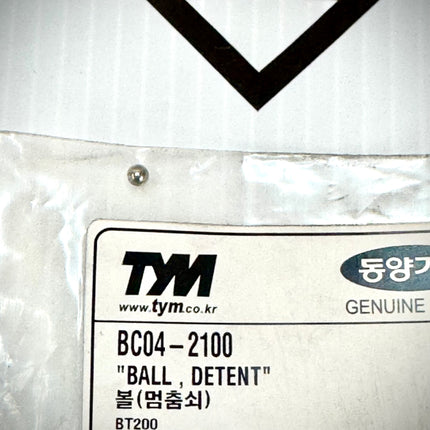 TYM
www.tym.co.kr
동양기
GENUINE
BC04-2100
"BALL , DETENT"
볼(멈춤쇠)
BT200